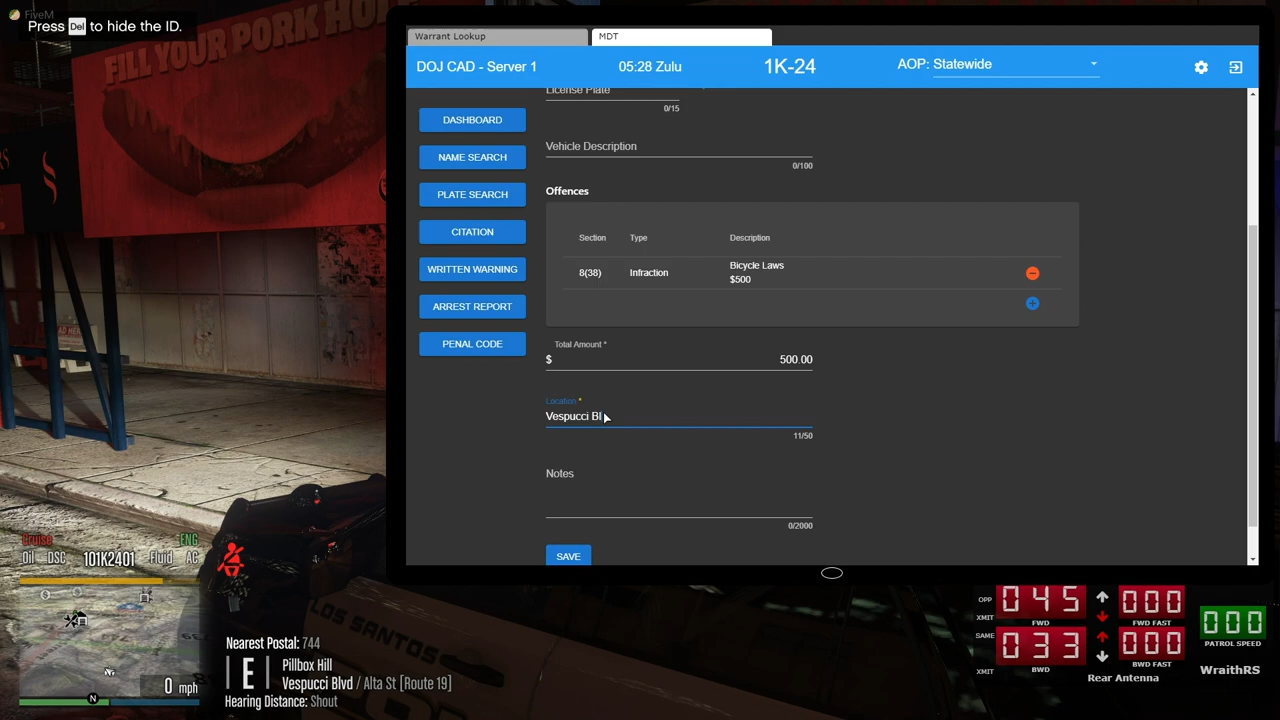 FiveM
Press Del to hide the ID.
FILL YOUR PORK HOLE
Warrant Lookup
MDT
DOJ CAD - Server 1
05:28 Zulu
1K-24
AOP: Statewide
DASHBOARD
NAME SEARCH
PLATE SEARCH
CITATION
WRITTEN WARNING
ARREST REPORT
PENAL CODE
License Plate
0/15
Vehicle Description
0/100
Offences
Section Type Description
8(38) Infraction Bicycle Laws
$500
Total Amount *
$ 500.00
Location *
Vespucci Bl
11/50
Notes
0/2000
SAVE
Cruise ENG
Oil DSC 101K2401 Fluid AC
N
0 mph
Nearest Postal: 744
E
Pillbox Hill
Vespucci Blvd / Alta St [Route 19]
Hearing Distance: Shout
LOS SANTOS
OPP
XMIT
045
FWD
000
FWD FAST
SAME
XMIT
033
BWD
000
BWD FAST
Rear Antenna
000
PATROL SPEED
WraithRS